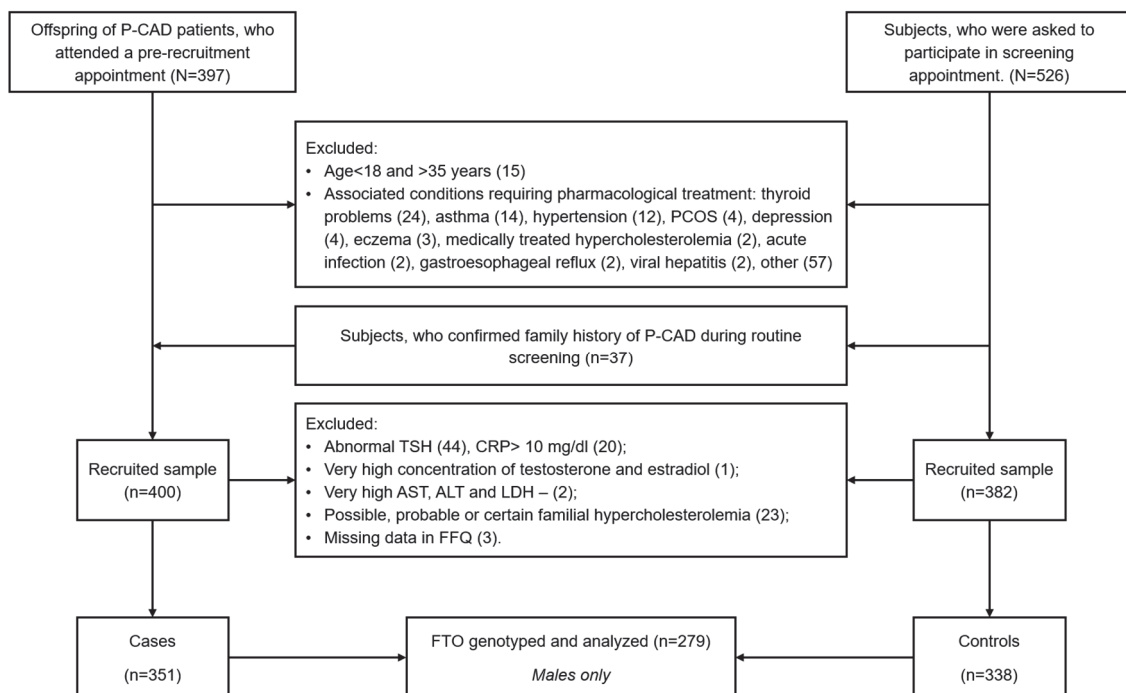 Offspring of P-CAD patients, who
attended a pre-recruitment
appointment (N=397)
Subjects, who were asked to
participate in screening
appointment. (N=526)
Excluded:
• Age<18 and >35 years (15)
• Associated conditions requiring pharmacological treatment: thyroid
problems (24), asthma (14), hypertension (12), PCOS (4), depression
(4), eczema (3), medically treated hypercholesterolemia (2), acute
infection (2), gastroesophageal reflux (2), viral hepatitis (2), other (57)
Subjects, who confirmed family history of P-CAD during routine
screening (n=37)
Recruited sample
(n=400)
Excluded:
• Abnormal TSH (44), CRP> 10 mg/dl (20);
• Very high concentration of testosterone and estradiol (1);
• Very high AST, ALT and LDH – (2);
• Possible, probable or certain familial hypercholesterolemia (23);
• Missing data in FFQ (3).
Recruited sample
(n=382)
Cases
(n=351)
FTO genotyped and analyzed (n=279)
Males only
Controls
(n=338)